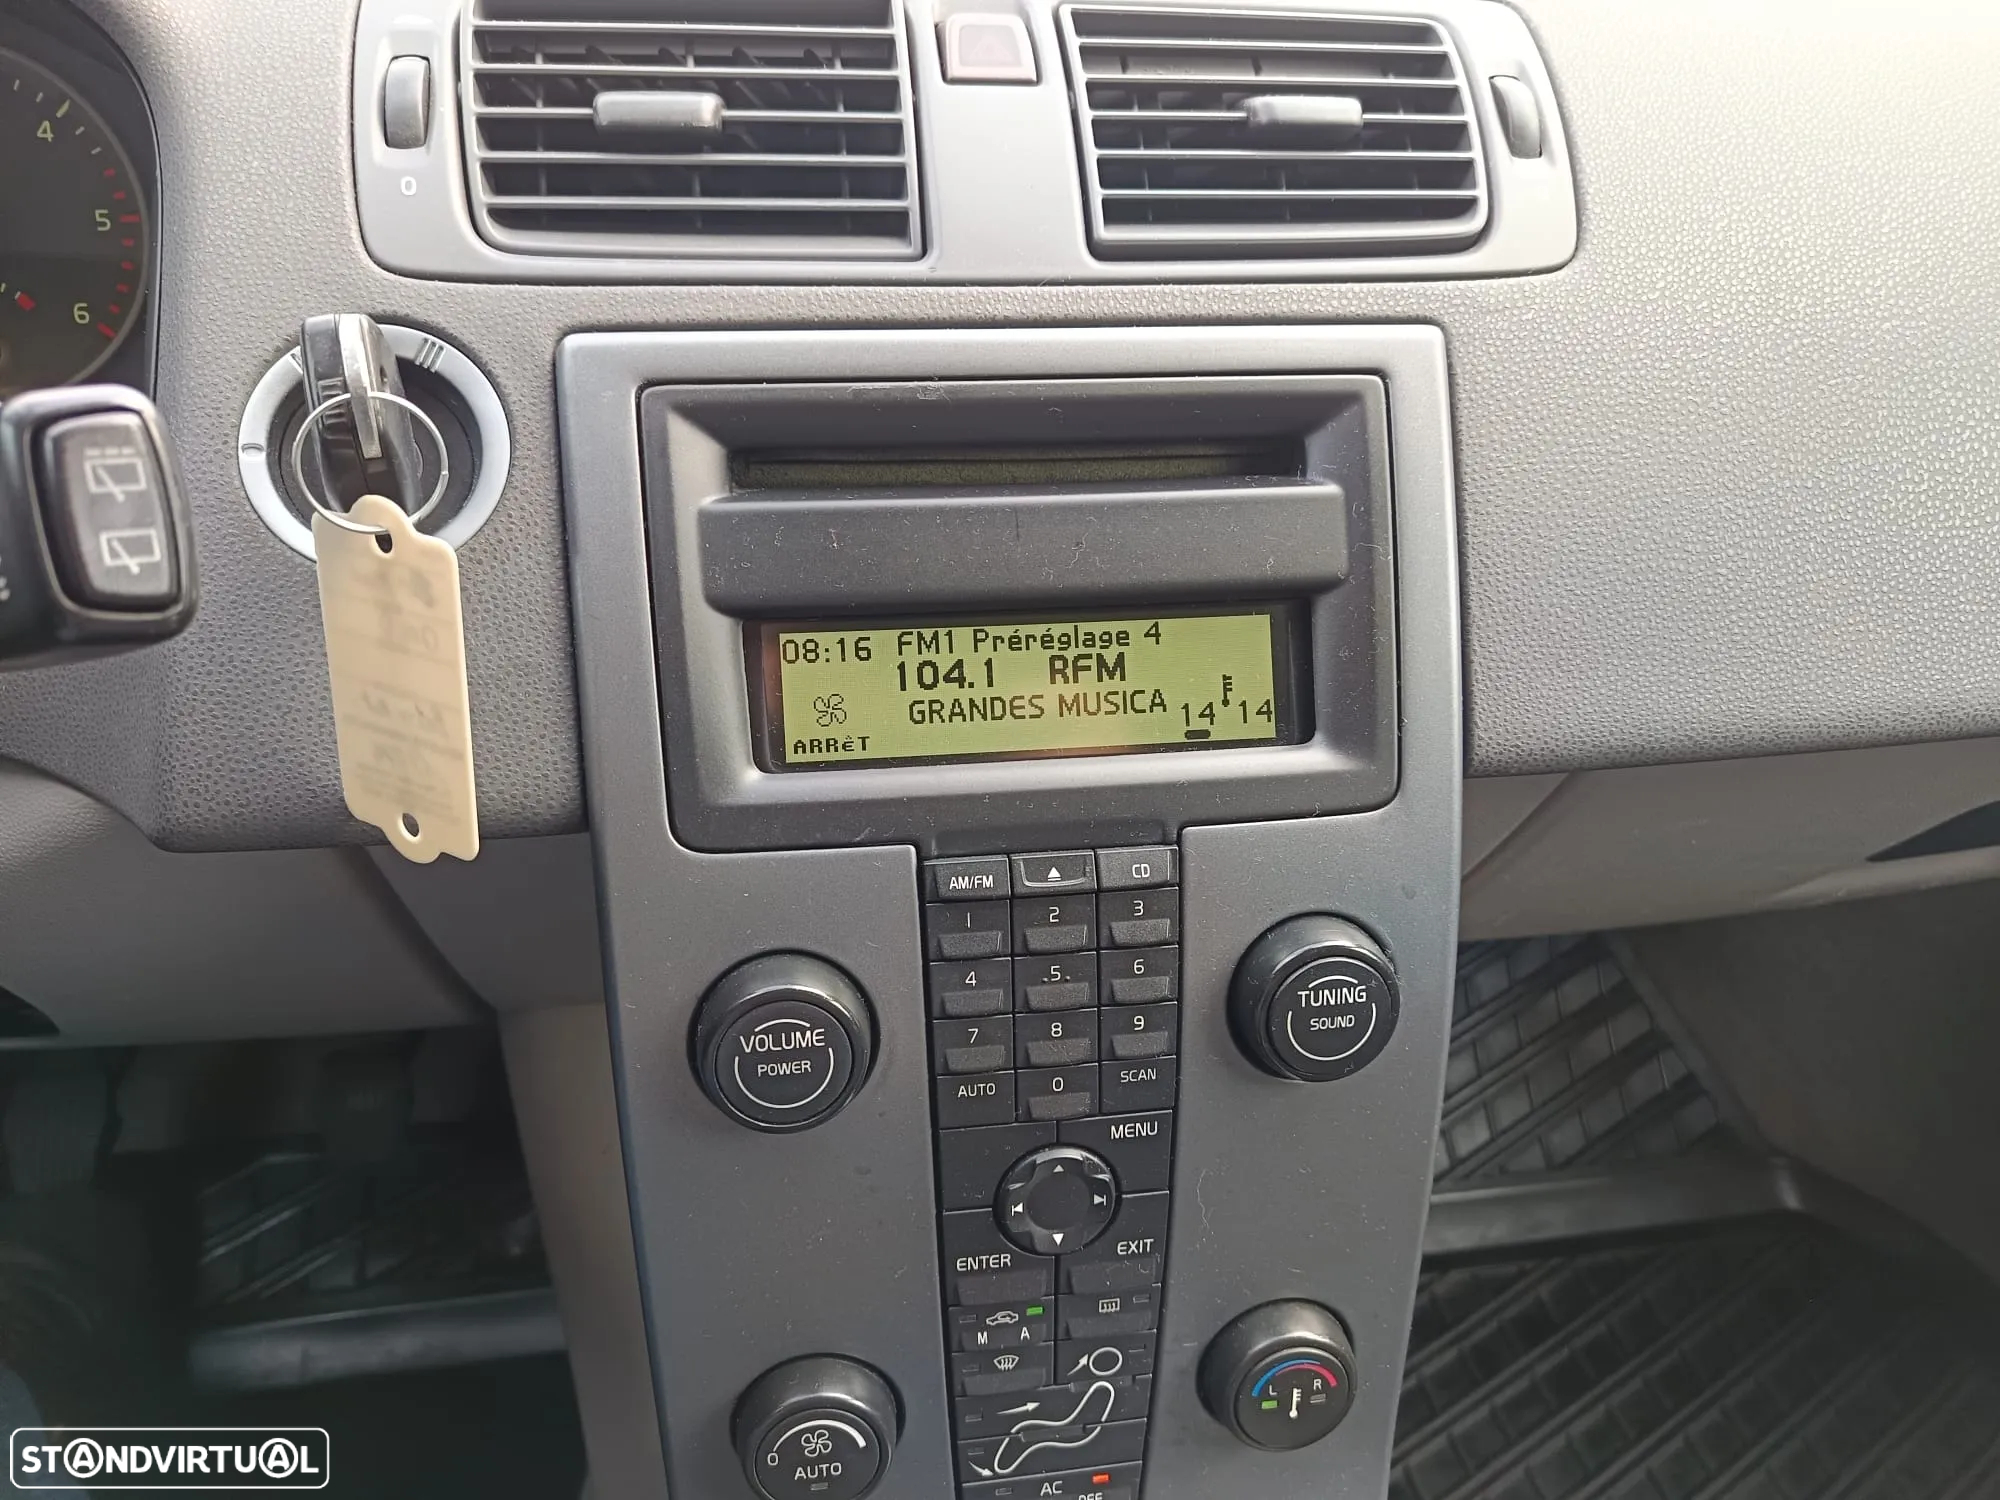 4
5
6
0
08:16 FM1 Préréglage 4
104.1 RFM
GRANDES MUSICA
14 14
ARRêT
AM/FM CD
1 2 3
4 5 6
7 8 9
AUTO 0 SCAN
VOLUME
POWER
TUNING
SOUND
MENU
ENTER EXIT
M A
L R
0
AUTO
AC
OFF
STANDVIRTUAL